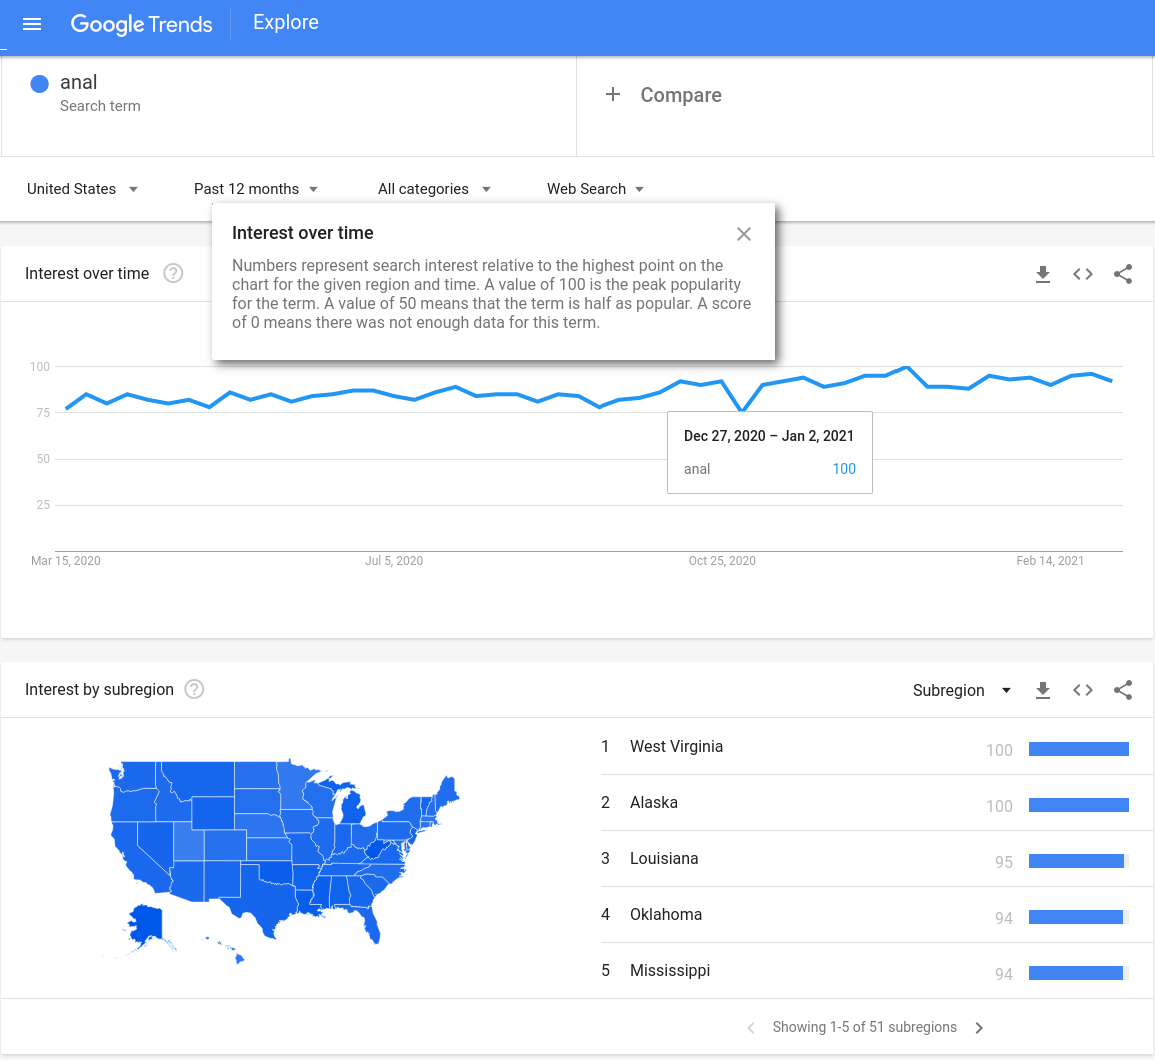 Google Trends
Explore
anal
Search term
+ Compare
United States
Past 12 months
All categories
Web Search
Interest over time ?
Interest over time
Numbers represent search interest relative to the highest point on the
chart for the given region and time. A value of 100 is the peak popularity
for the term. A value of 50 means that the term is half as popular. A score
of 0 means there was not enough data for this term.
100
75
50
25
Dec 27, 2020 – Jan 2, 2021
anal 100
Mar 15, 2020
Jul 5, 2020
Oct 25, 2020
Feb 14, 2021
Interest by subregion ?
Subregion
1 West Virginia 100
2 Alaska 100
3 Louisiana 95
4 Oklahoma 94
5 Mississippi 94
Showing 1-5 of 51 subregions